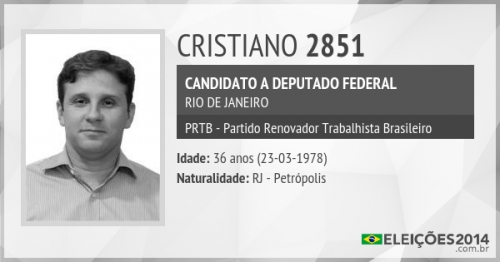 CRISTIANO 2851
CANDIDATO A DEPUTADO FEDERAL
RIO DE JANEIRO
PRTB - Partido Renovador Trabalhista Brasileiro
Idade: 36 anos (23-03-1978)
Naturalidade: RJ - Petrópolis
ELEIÇÕES2014
.com.br